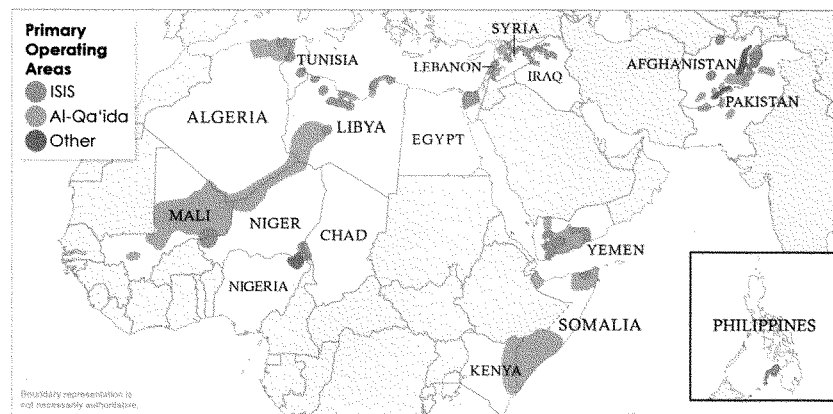 Primary
Operating
Areas
ISIS
Al-Qa‘ida
Other
SYRIA
TUNISIA
LEBANON
IRAQ
AFGHANISTAN
PAKISTAN
ALGERIA
LIBYA
EGYPT
MALI
NIGER
CHAD
YEMEN
NIGERIA
SOMALIA
KENYA
PHILIPPINES
Boundary representation is
not necessarily authoritative.